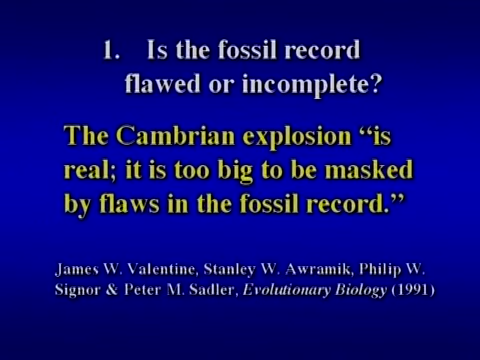 1. Is the fossil record
flawed or incomplete?
The Cambrian explosion “is
real; it is too big to be masked
by flaws in the fossil record.”
James W. Valentine, Stanley W. Awramik, Philip W.
Signor & Peter M. Sadler, Evolutionary Biology (1991)